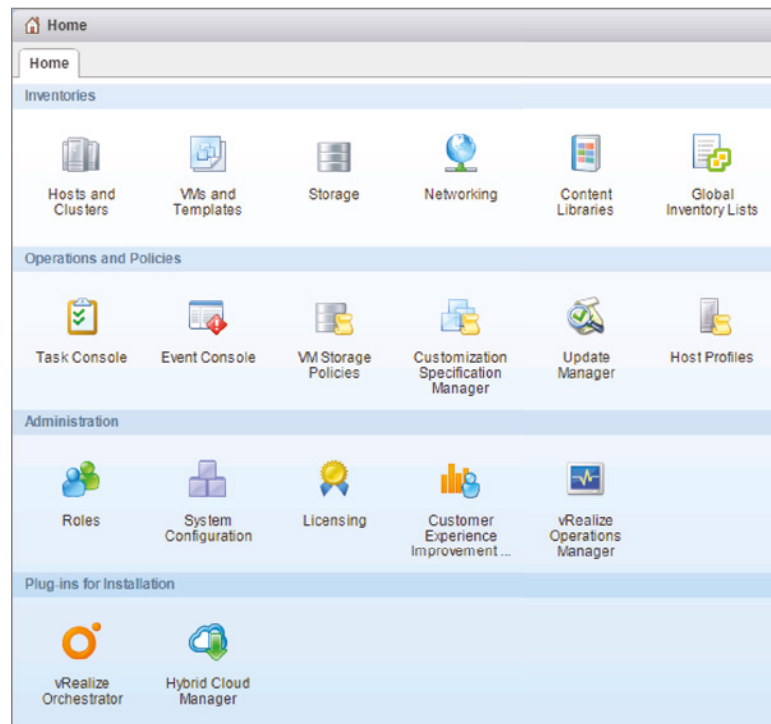 Home
Home
Inventories
Hosts and
Clusters
VMs and
Templates
Storage
Networking
Content
Libraries
Global
Inventory Lists
Operations and Policies
Task Console
Event Console
VM Storage
Policies
Customization
Specification
Manager
Update
Manager
Host Profiles
Administration
Roles
System
Configuration
Licensing
Customer
Experience
Improvement ...
vRealize
Operations
Manager
Plug-ins for Installation
vRealize
Orchestrator
Hybrid Cloud
Manager